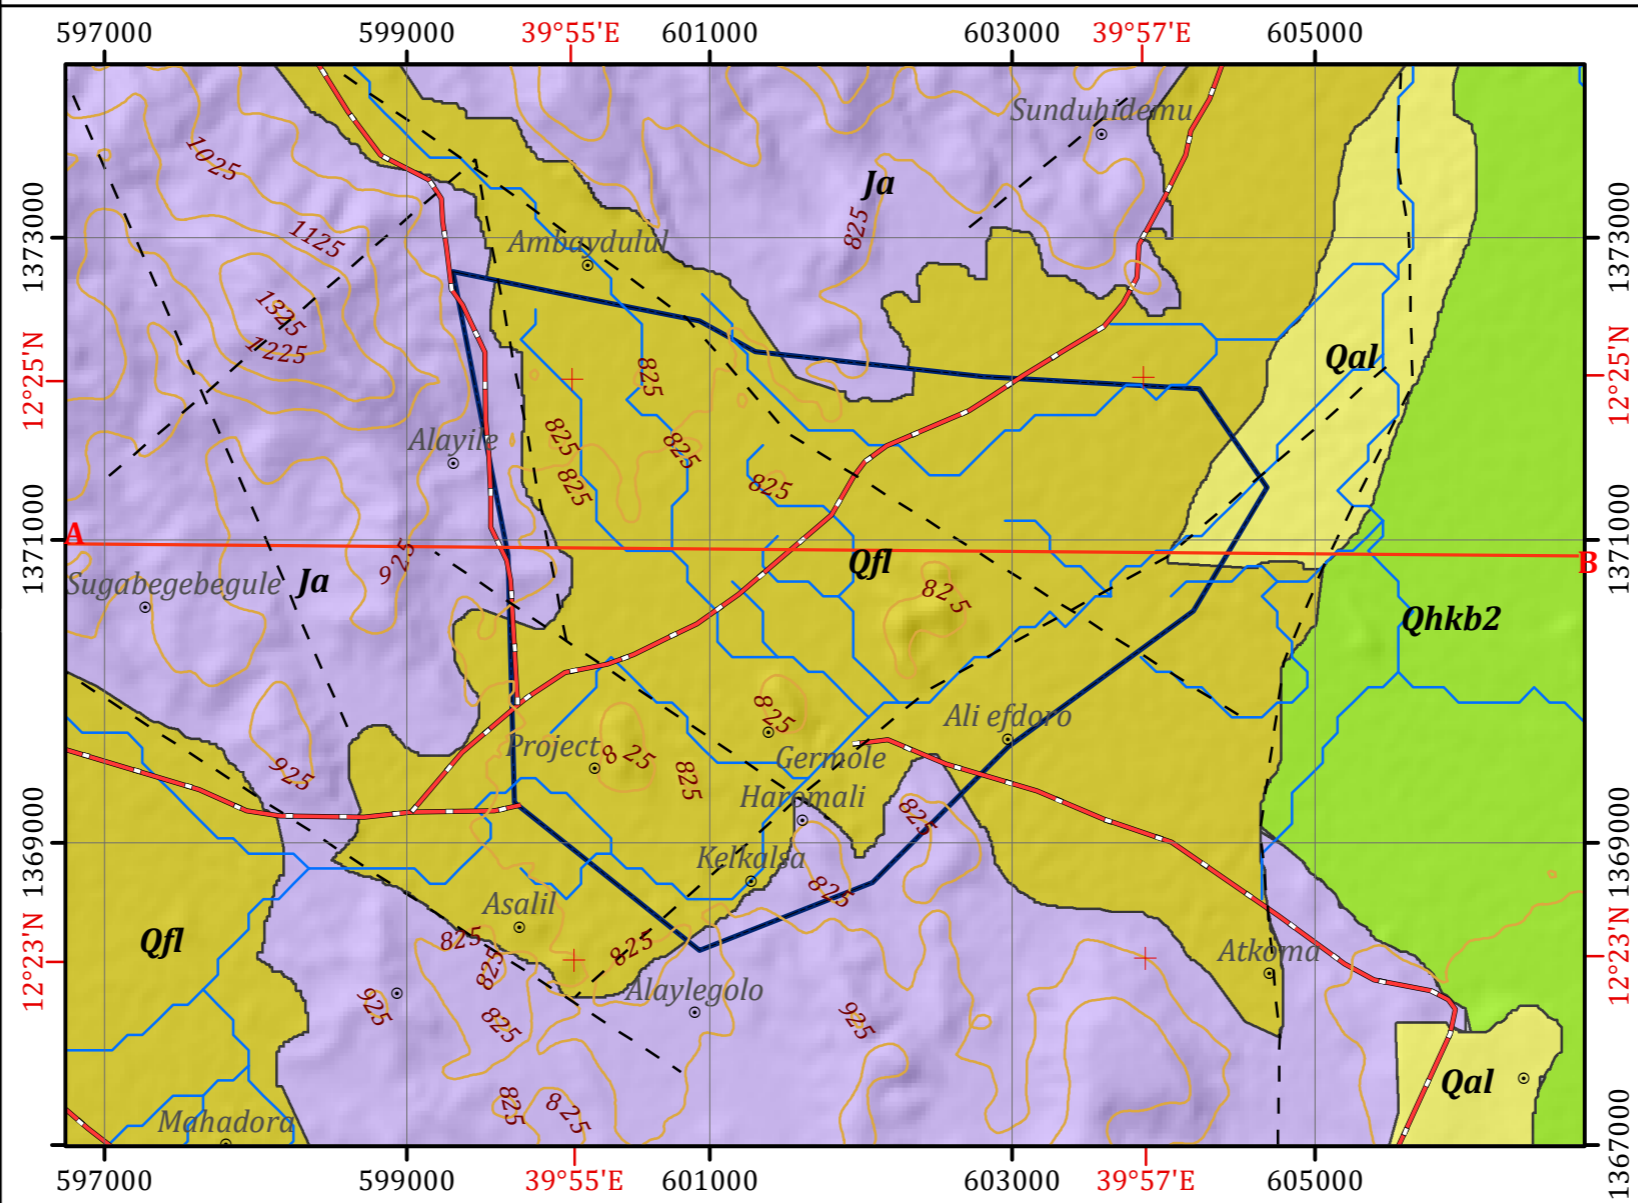 597000 599000 39°55'E 601000 603000 39°57'E 605000
Sunduhidemu
1025
Ja
1373000
1373000
1125
825
Ambaydulul
1325
1225
Qal
12°25'N
12°25'N
825
825
825
Alayile
825
825
1371000
1371000
A
B
925
Qfl
Sugabegebegule
Ja
825
Qhkb2
825
Ali efdoro
Project
825
Germole
925
825
Haromali
825
1369000
1369000
Kelkalsa
825
Asalil
825
825
Qfl
12°23'N
12°23'N
825
Atkoma
Alaylegolo
925
825
925
Qal
825
825
Mahadora
1367000
597000 599000 39°55'E 601000 603000 39°57'E 605000